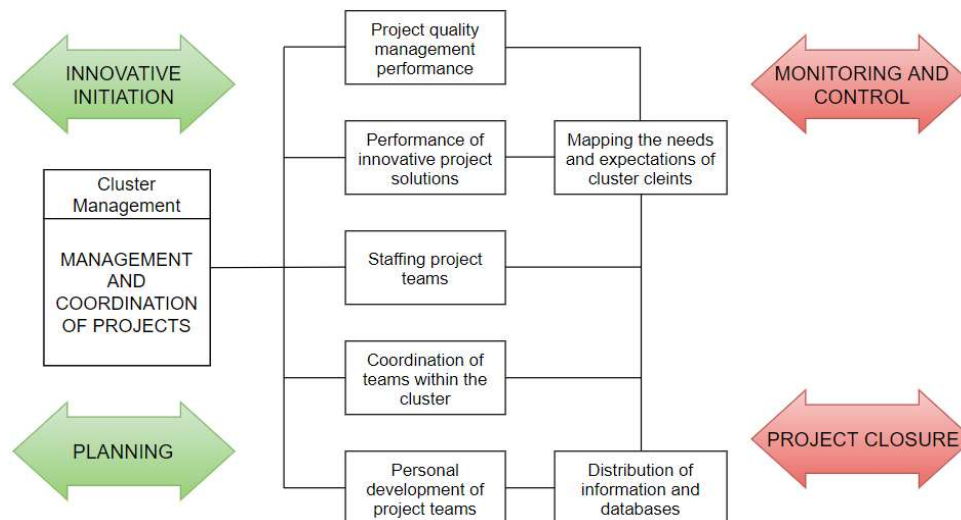 INNOVATIVE
INITIATION
Project quality
management
performance
MONITORING AND
CONTROL
Performance of
innovative project
solutions
Mapping the needs
and expectations of
cluster cleints
Cluster
Management
MANAGEMENT
AND
COORDINATION
OF PROJECTS
Staffing project
teams
Coordination of
teams within the
cluster
PLANNING
PROJECT CLOSURE
Personal
development of
project teams
Distribution of
information and
databases